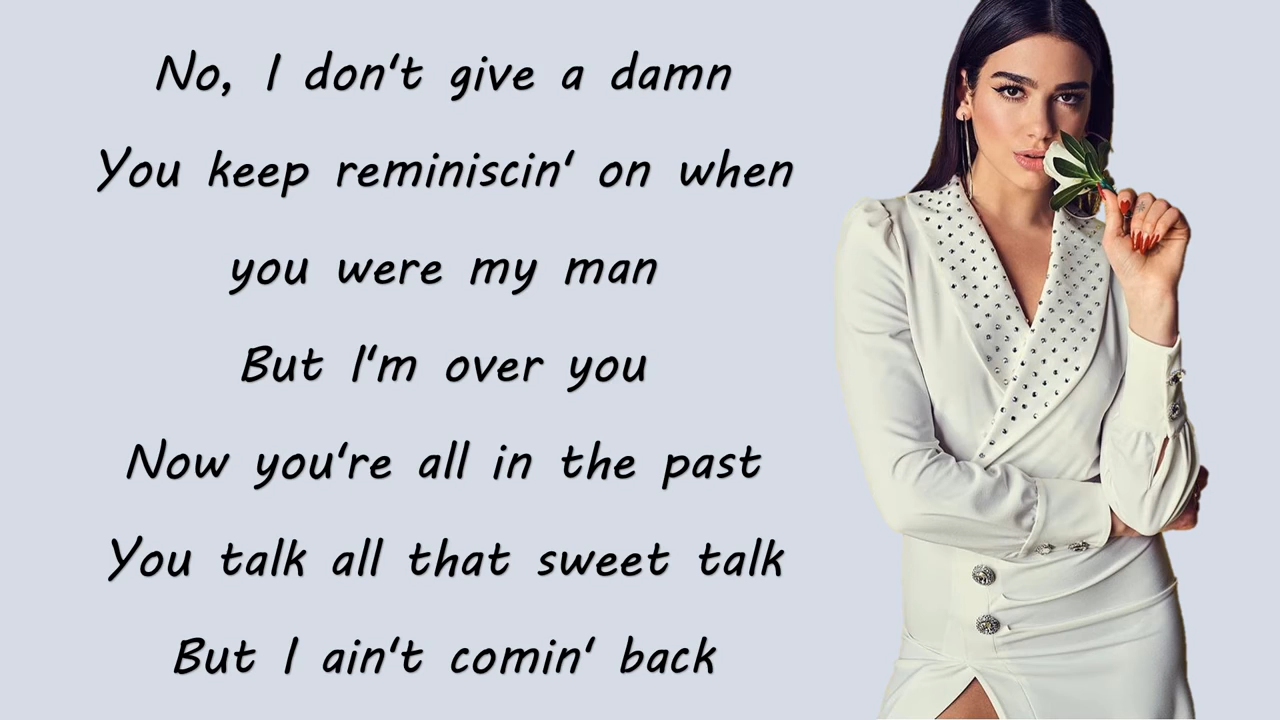 No, I don't give a damn
You keep reminiscin' on when
you were my man
But I'm over you
Now you're all in the past
You talk all that sweet talk
But I ain't comin' back